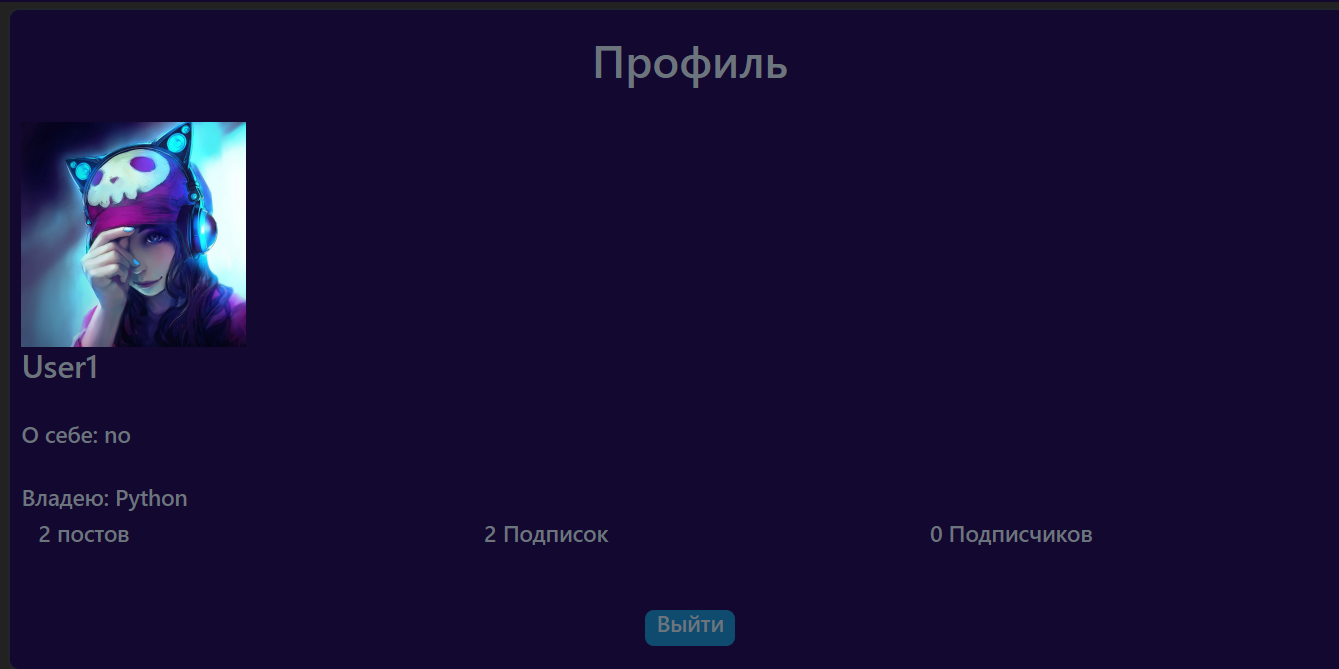 Профиль
User1
О себе: no
Владею: Python
2 постов 2 Подписок 0 Подписчиков
Выйти